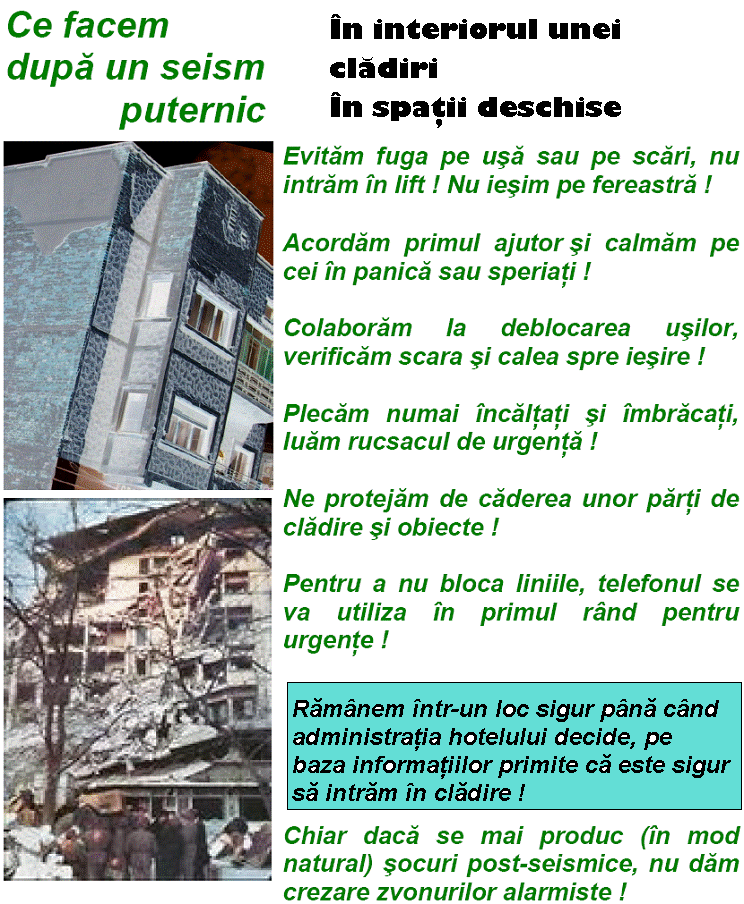 Ce facem
după un seism
puternic
În interiorul unei
clădiri
În spații deschise
Evităm fuga pe uşă sau pe scări, nu
intrăm în lift ! Nu ieşim pe fereastră !
Acordăm primul ajutor şi calmăm pe
cei în panică sau speriați !
Colaborăm la deblocarea uşilor,
verificăm scara şi calea spre ieşire !
Plecăm numai încălțați şi îmbrăcați,
luăm rucsacul de urgență !
Ne protejăm de căderea unor părți de
clădire şi obiecte !
Pentru a nu bloca liniile, telefonul se
va utiliza în primul rând pentru
urgențe !
Rămânem într-un loc sigur până când
administrația hotelului decide, pe
baza informațiilor primite că este sigur
să intrăm în clădire !
Chiar dacă se mai produc (în mod
natural) şocuri post-seismice, nu dăm
crezare zvonurilor alarmiste !